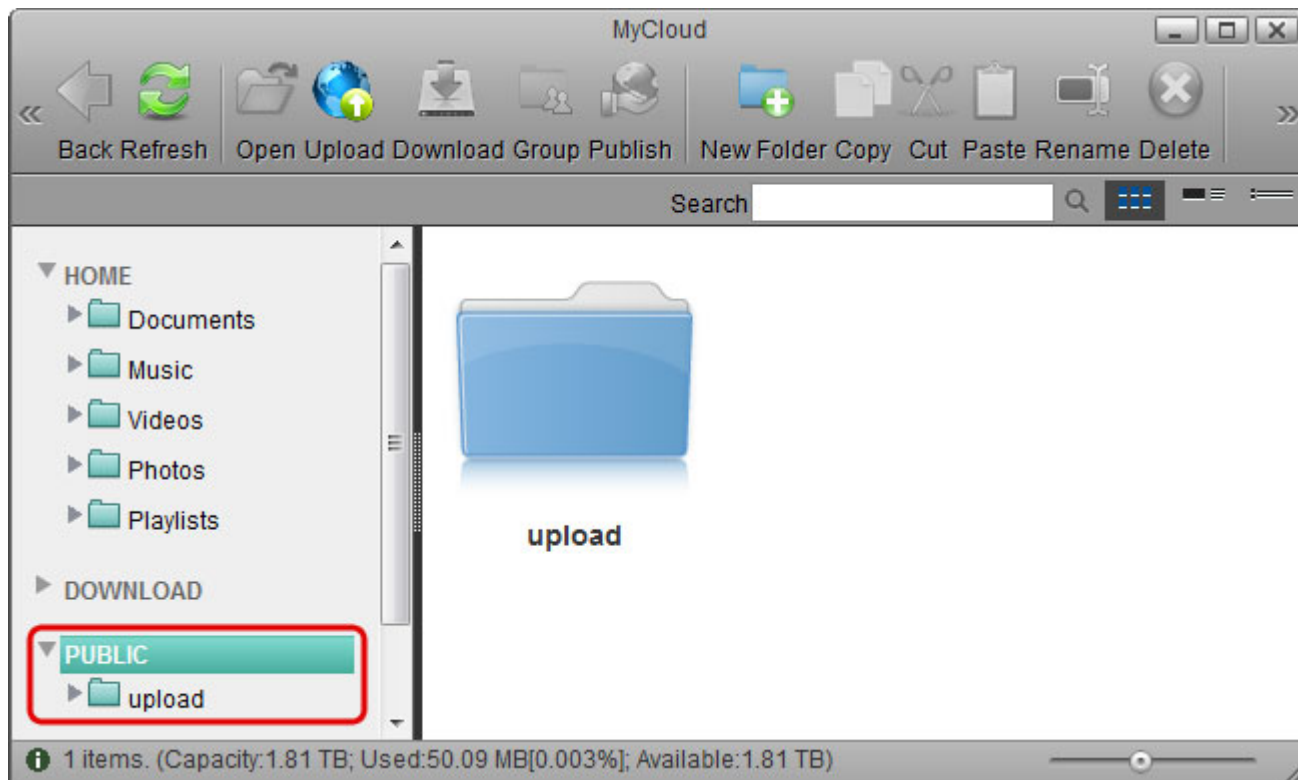 MyCloud
Back Refresh Open Upload Download Group Publish New Folder Copy Cut Paste Rename Delete
Search
HOME
Documents
Music
Videos
Photos
Playlists
DOWNLOAD
PUBLIC
upload
upload
1 items. (Capacity:1.81 TB; Used:50.09 MB[0.003%]; Available:1.81 TB)